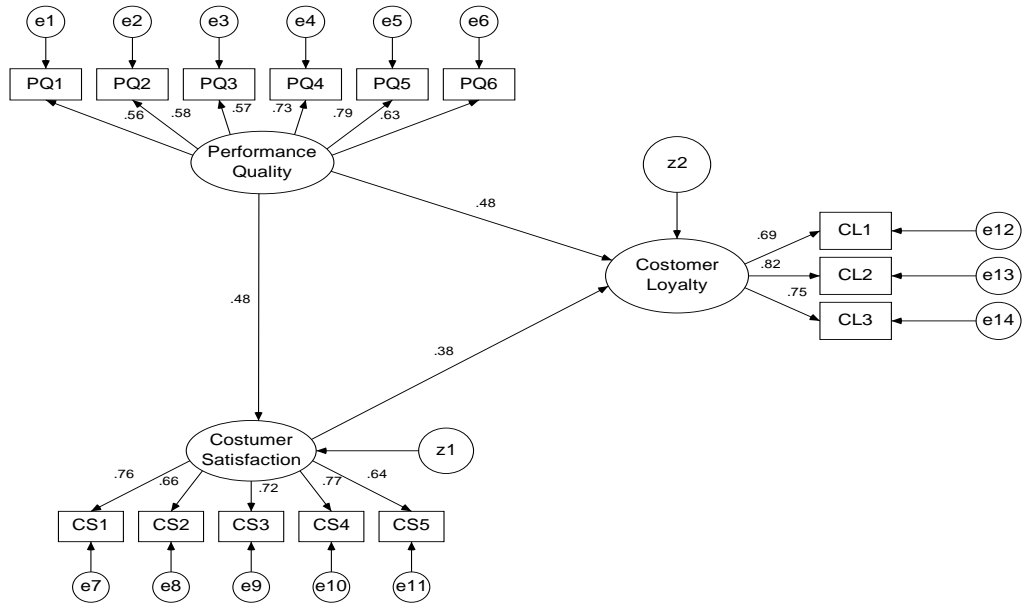 e1 e2 e3 e4 e5 e6
PQ1 PQ2 PQ3 PQ4 PQ5 PQ6
.56 .58 .57 .73 .79 .63
Performance
Quality
z2
.48
CL1 e12
.69
.82
CL2 e13
Costomer
Loyalty
.75
CL3 e14
.48
.38
Costumer
Satisfaction
z1
.76 .66 .72 .77 .64
CS1 CS2 CS3 CS4 CS5
e7 e8 e9 e10 e11